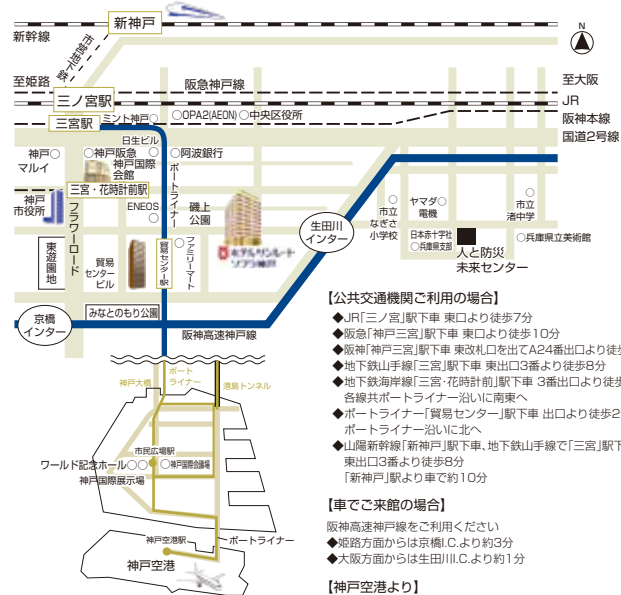 新神戸
新幹線
市営地下鉄
至姫路
阪急神戸線
至大阪
三ノ宮駅
JR
三宮駅
ミント神戸○
○OPA2(AEON)
○中央区役所
阪神本線
国道2号線
日生ビル
○
神戸○
マルイ
○神戸阪急
○阿波銀行
神戸国際
会館
三宮・花時計前駅
神戸
市役所
フラワーロード
ENEOS
○
ポートライナー
磯上
公園
東遊園地
貿易
センター
ビル
貿易センター駅
○
ファミリーマート
ホテルサンルート
ソプラ神戸
生田川
インター
○
市立
なぎさ
小学校
ヤマダ○
電機
○
市立
渚中学
日本赤十字社
○兵庫県支部
○兵庫県立美術館
人と防災
未来センター
京橋
インター
みなとのもり公園
阪神高速神戸線
神戸大橋
ポート
ライナー
港島トンネル
市民広場駅
ワールド記念ホール○○
○神戸国際会議場
神戸国際展示場
神戸空港駅
ポートライナー
神戸空港
【公共交通機関ご利用の場合】
◆JR「三ノ宮」駅下車 東口より徒歩7分
◆阪急「神戸三宮」駅下車 東口より徒歩10分
◆阪神「神戸三宮」駅下車 東改札口を出てA24番出口より徒歩
◆地下鉄山手線「三宮」駅下車 東出口3番より徒歩8分
◆地下鉄海岸線「三宮・花時計前」駅下車 3番出口より徒歩
各線共ポートライナー沿いに南東へ
◆ポートライナー「貿易センター」駅下車 出口より徒歩2
ポートライナー沿いに北へ
◆山陽新幹線「新神戸」駅下車、地下鉄山手線で「三宮」駅下
東出口3番より徒歩8分
「新神戸」駅より車で約10分
【車でご来館の場合】
阪神高速神戸線をご利用ください
◆姫路方面からは京橋I.C.より約3分
◆大阪方面からは生田川I.C.より約1分
【神戸空港より】